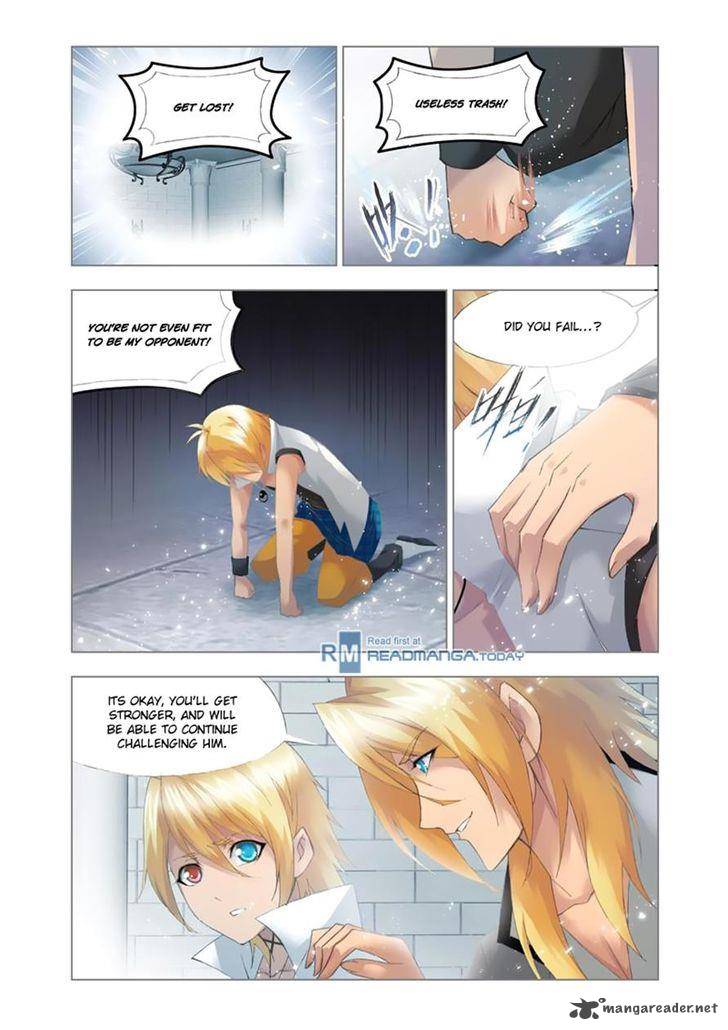 GET LOST!
USELESS TRASH!
YOU'RE NOT EVEN FIT
TO BE MY OPPONENT!
DID YOU FAIL...?
RM Read first at
READMANGA.TODAY
ITS OKAY, YOU'LL GET
STRONGER, AND WILL
BE ABLE TO CONTINUE
CHALLENGING HIM.
mangareader.net